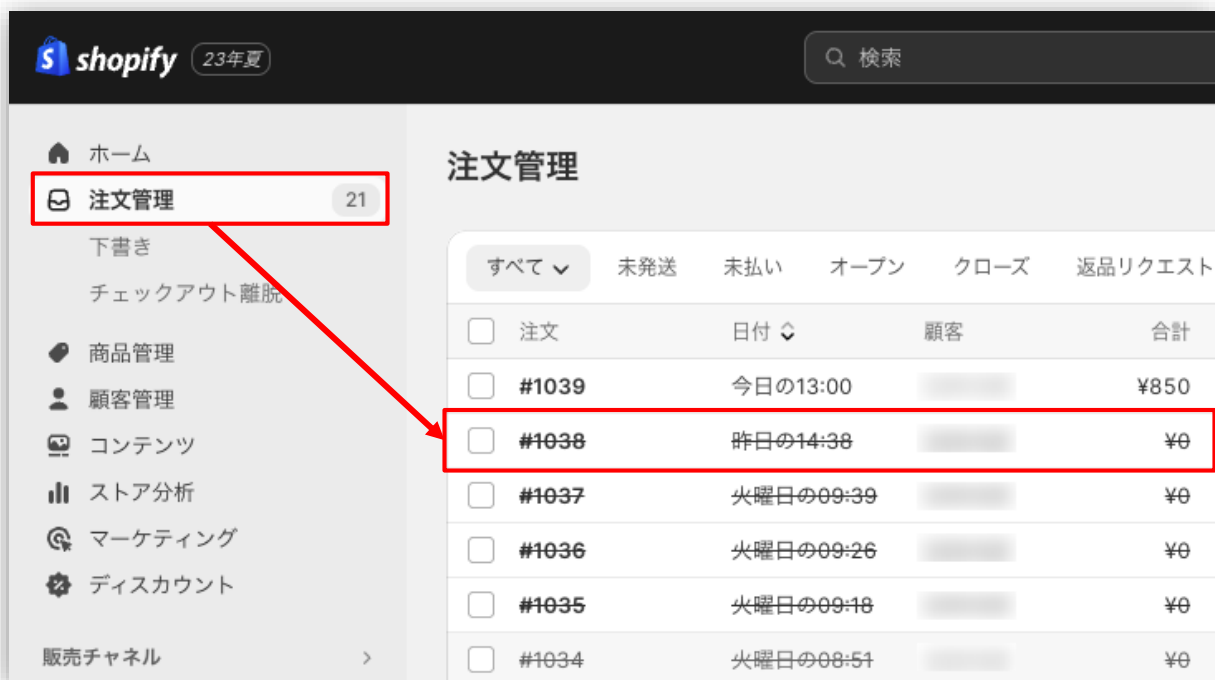 shopify 23年夏
検索
ホーム
注文管理 21
下書き
チェックアウト離脱
商品管理
顧客管理
コンテンツ
ストア分析
マーケティング
ディスカウント
販売チャネル
注文管理
すべて 未発送 未払い オープン クローズ 返品リクエスト
注文 日付 顧客 合計
#1039 今日の13:00 ¥850
#1038 昨日の14:38 ¥0
#1037 火曜日の09:39 ¥0
#1036 火曜日の09:26 ¥0
#1035 火曜日の09:18 ¥0
#1034 火曜日の08:51 ¥0